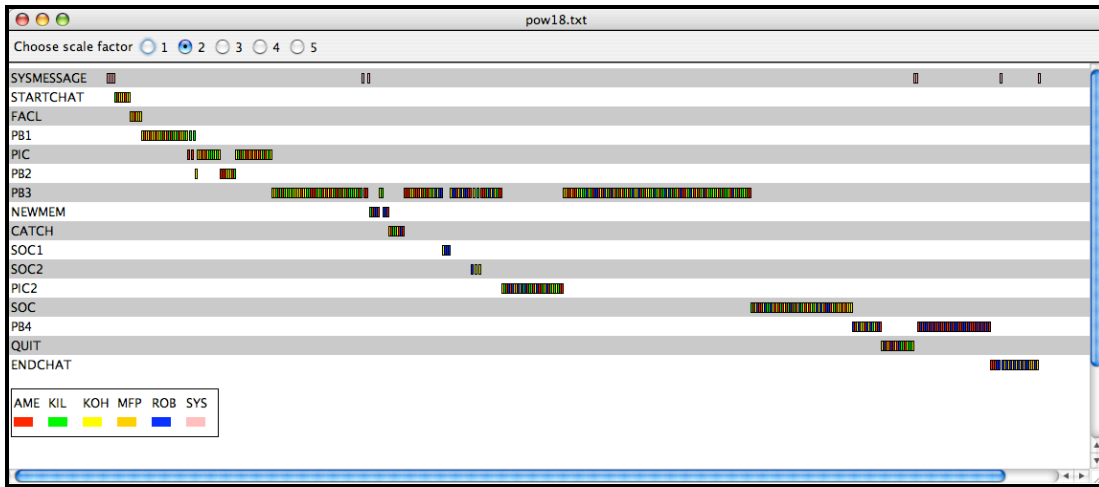 pow18.txt
Choose scale factor 1 2 3 4 5
SYSMESSAGE
STARTCHAT
FACL
PB1
PIC
PB2
PB3
NEWMEM
CATCH
SOC1
SOC2
PIC2
SOC
PB4
QUIT
ENDCHAT
AME KIL KOH MFP ROB SYS